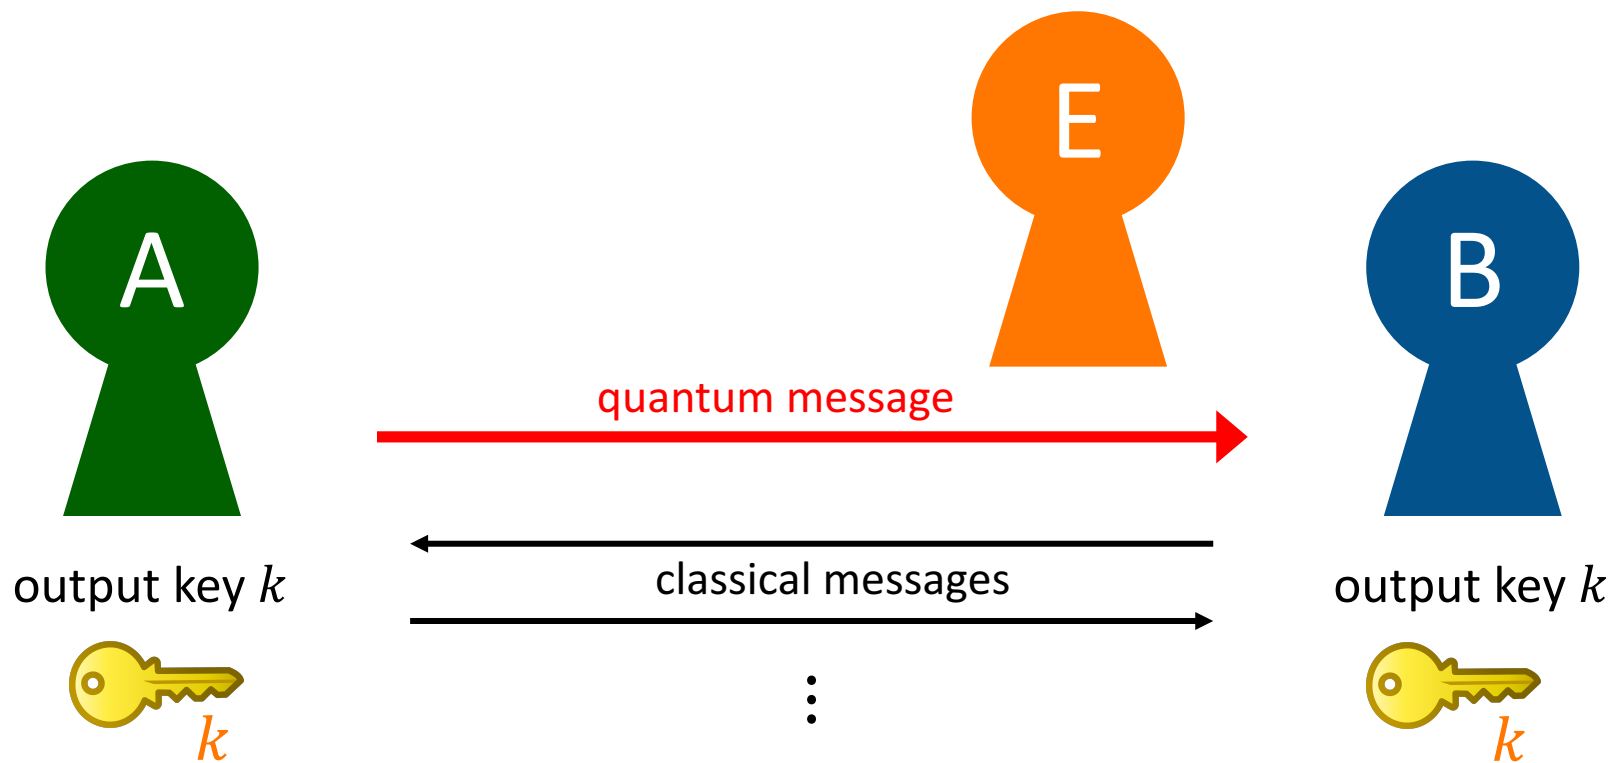 E
A
B
quantum message
classical messages
output key k
output key k
⋮
k
k